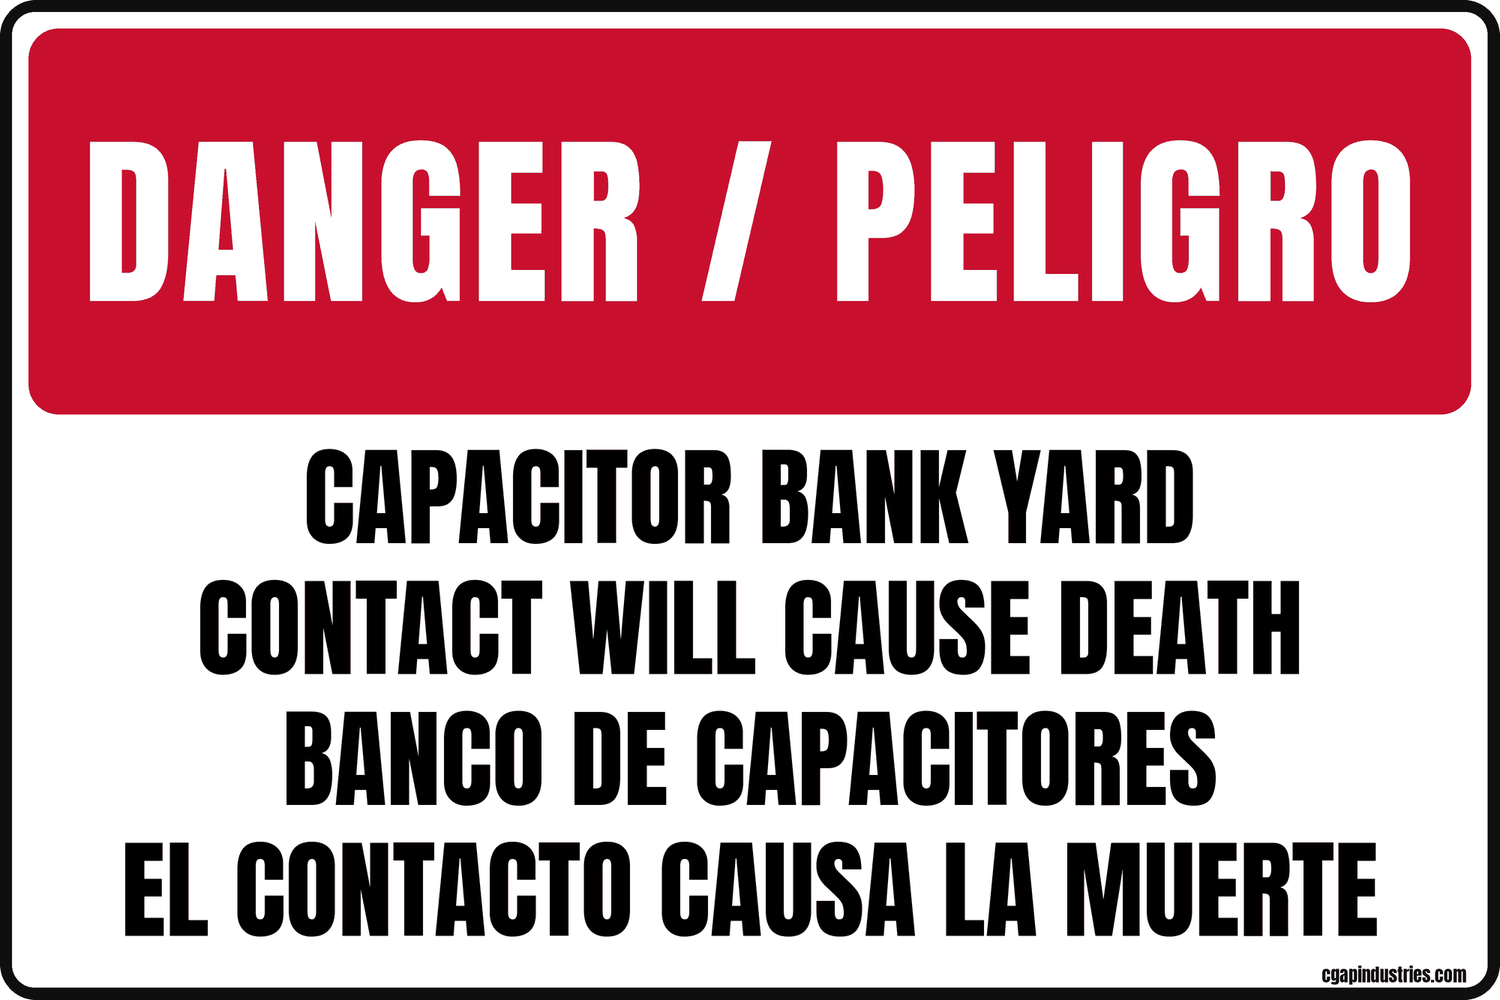 DANGER / PELIGRO
CAPACITOR BANK YARD
CONTACT WILL CAUSE DEATH
BANCO DE CAPACITORES
EL CONTACTO CAUSA LA MUERTE
cgapindustries.com